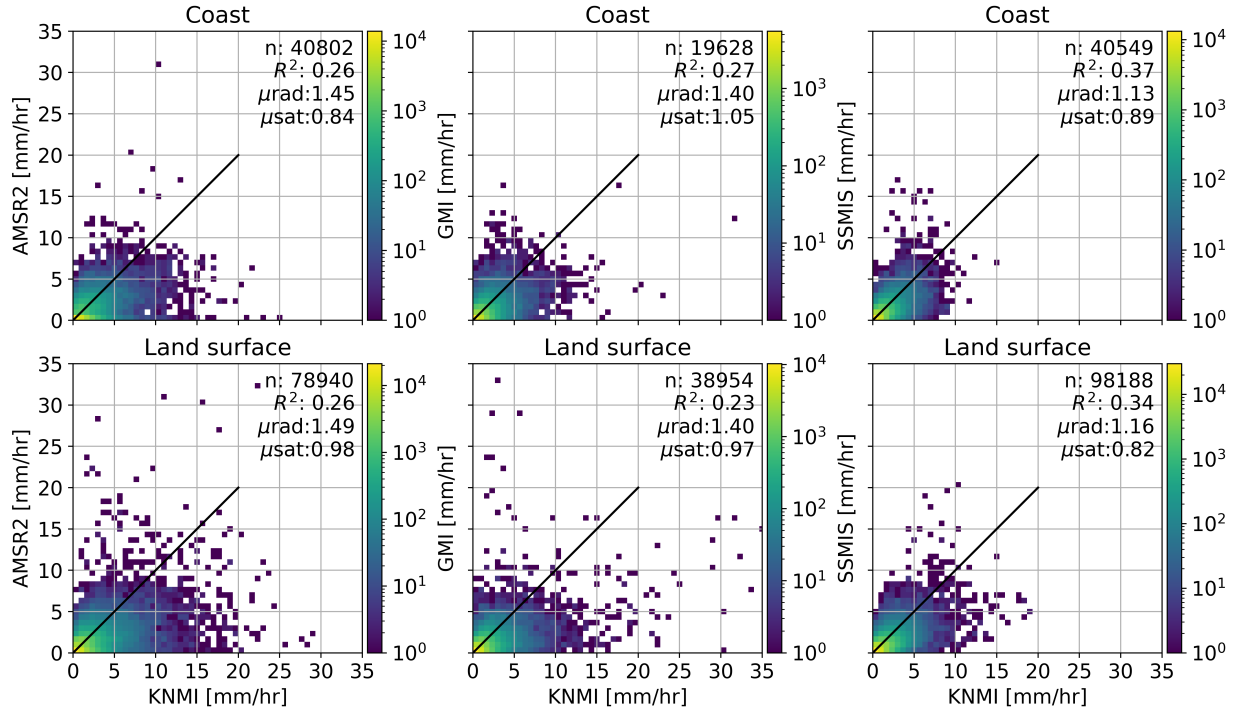 Coast
Coast
Coast
35
30
25
20
15
10
5
0
AMSR2 [mm/hr]
n: 40802
R²: 0.26
μrad:1.45
μsat:0.84
10⁴
10³
10²
10¹
10⁰
GMI [mm/hr]
n: 19628
R²: 0.27
μrad:1.40
μsat:1.05
10³
10²
10¹
10⁰
SSMIS [mm/hr]
n: 40549
R²: 0.37
μrad:1.13
μsat:0.89
10⁴
10³
10²
10¹
10⁰
Land surface
Land surface
Land surface
35
30
25
20
15
10
5
0
AMSR2 [mm/hr]
n: 78940
R²: 0.26
μrad:1.49
μsat:0.98
10⁴
10³
10²
10¹
10⁰
GMI [mm/hr]
n: 38954
R²: 0.23
μrad:1.40
μsat:0.97
10⁴
10³
10²
10¹
10⁰
SSMIS [mm/hr]
n: 98188
R²: 0.34
μrad:1.16
μsat:0.82
10⁴
10³
10²
10¹
10⁰
0 5 10 15 20 25 30 35
0 5 10 15 20 25 30 35
0 5 10 15 20 25 30 35
KNMI [mm/hr]
KNMI [mm/hr]
KNMI [mm/hr]